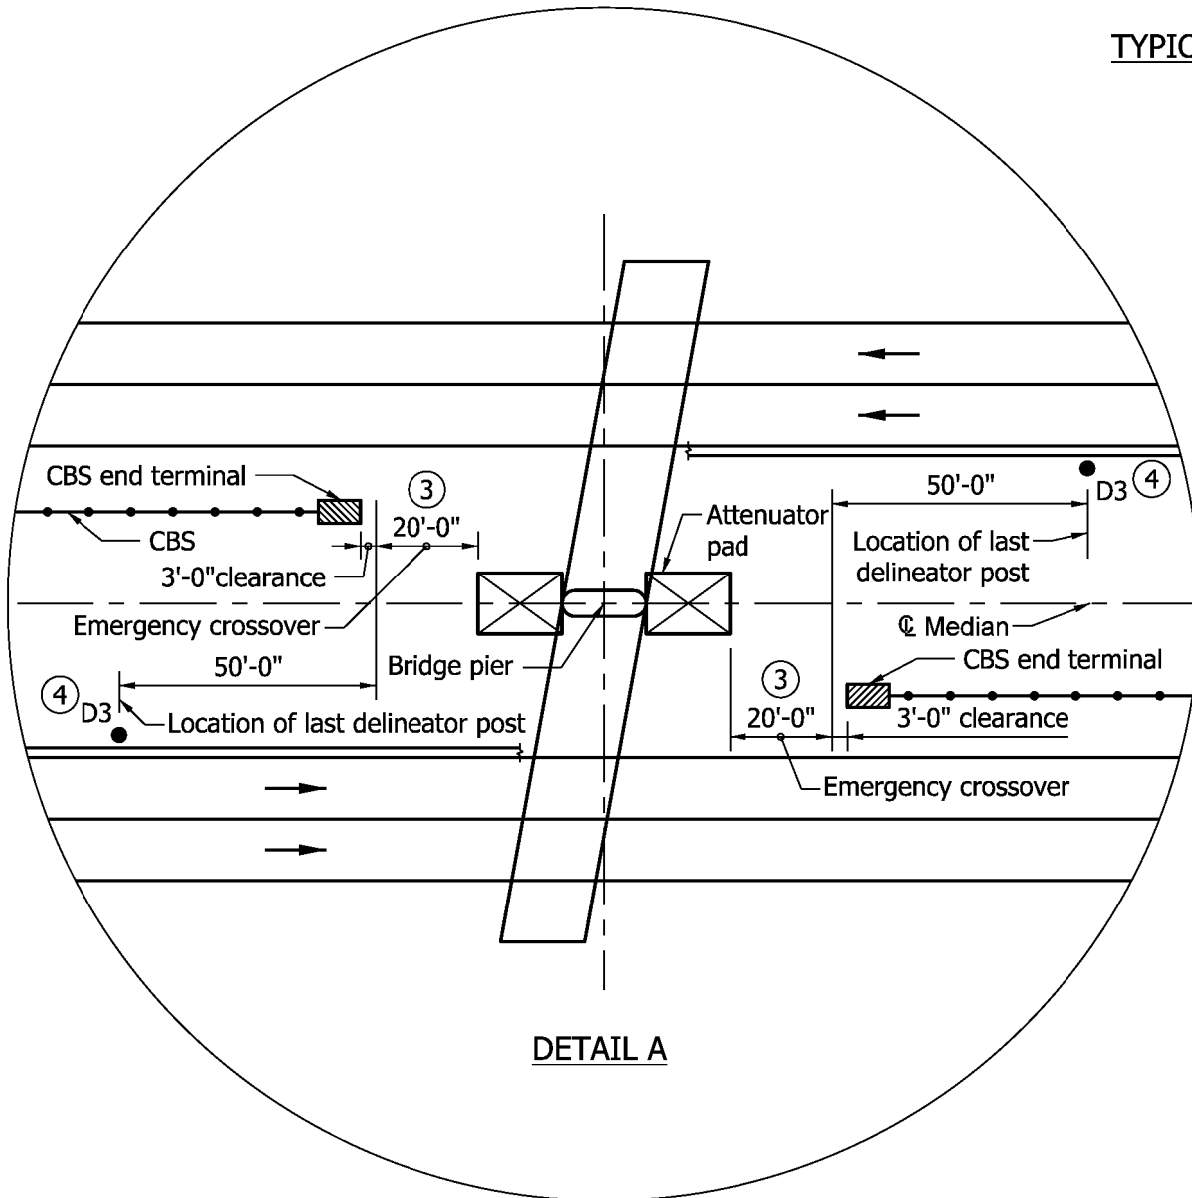 TYPIC
CBS end terminal
3
20'-0"
CBS
3'-0"clearance
Emergency crossover
50'-0"
4
D3
Location of last delineator post
Attenuator
pad
Bridge pier
50'-0"
D3
4
Location of last
delineator post
℄ Median
CBS end terminal
3
20'-0"
3'-0" clearance
Emergency crossover
DETAIL A